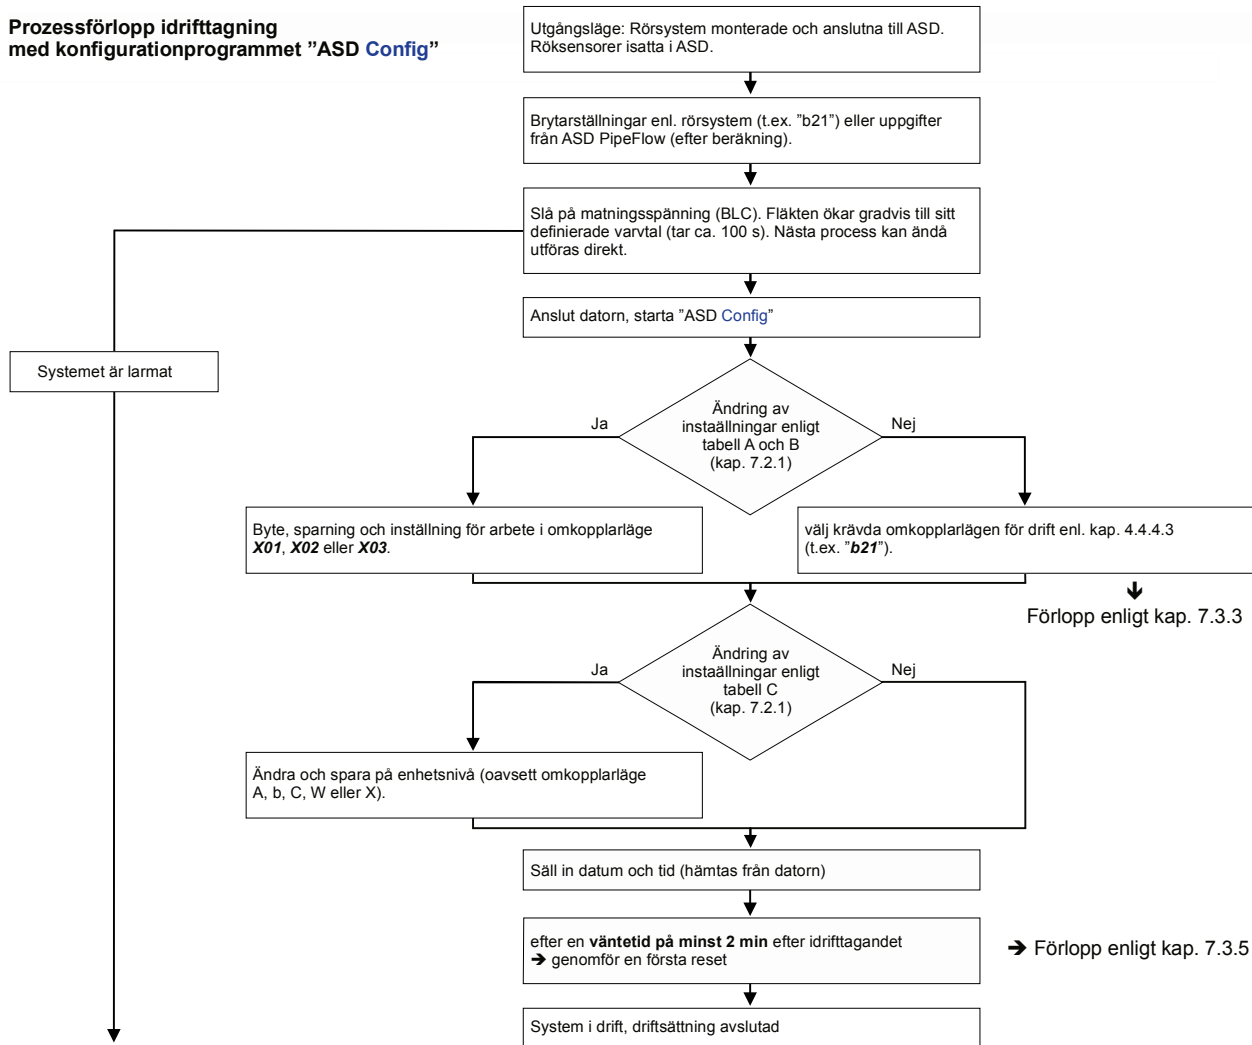 Prozessförlopp idrifttagning
med konfigurationprogrammet ”ASD Config”
Utgångsläge: Rörsystem monterade och anslutna till ASD.
Röksensorer isatta i ASD.
Brytarställningar enl. rörsystem (t.ex. ”b21”) eller uppgifter
från ASD PipeFlow (efter beräkning).
Slå på matningsspänning (BLC). Fläkten ökar gradvis till sitt
definierade varvtal (tar ca. 100 s). Nästa process kan ändå
utföras direkt.
Anslut datorn, starta ”ASD Config”
Systemet är larmat
Ändring av
instaällningar enligt
tabell A och B
(kap. 7.2.1)
Ja
Nej
Byte, sparning och inställning för arbete i omkopplarläge
X01, X02 eller X03.
välj krävda omkopplarlägen för drift enl. kap. 4.4.4.3
(t.ex. ”b21”).
➔
Förlopp enligt kap. 7.3.3
Ändring av
instaällningar enligt
tabell C
(kap. 7.2.1)
Ja
Nej
Ändra och spara på enhetsnivå (oavsett omkopplarläge
A, b, C, W eller X).
Säll in datum och tid (hämtas från datorn)
efter en väntetid på minst 2 min efter idrifttagandet
➔ genomför en första reset
➔ Förlopp enligt kap. 7.3.5
System i drift, driftsättning avslutad